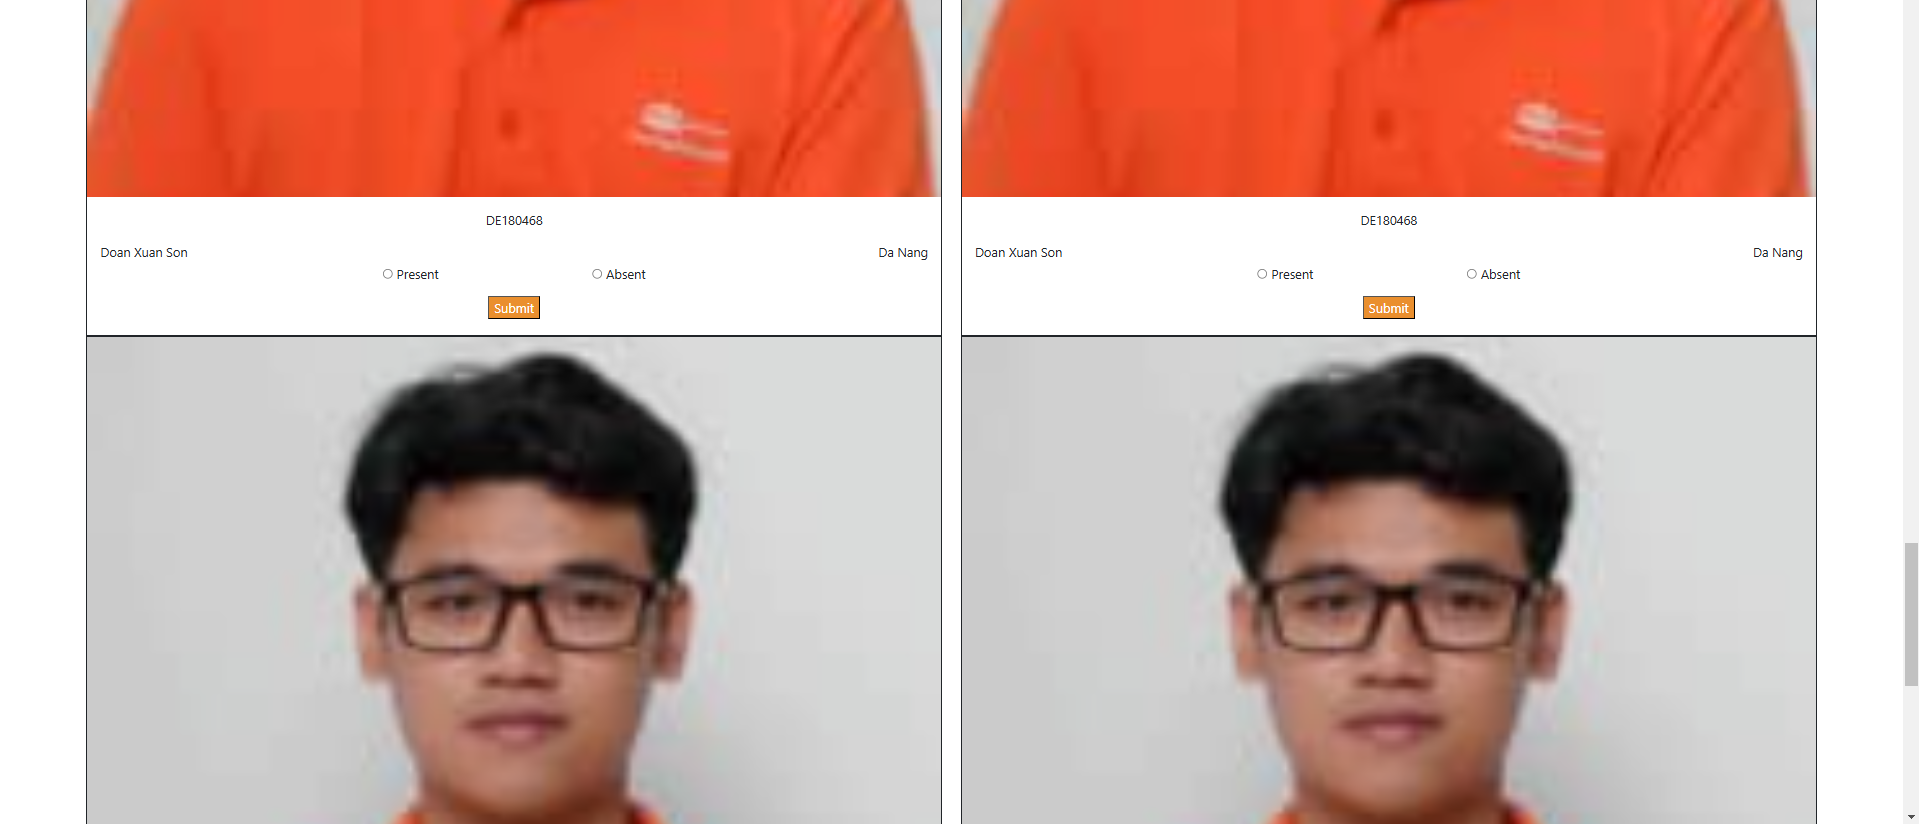 DE180468
Doan Xuan Son
Da Nang
Present
Absent
Submit
DE180468
Doan Xuan Son
Da Nang
Present
Absent
Submit